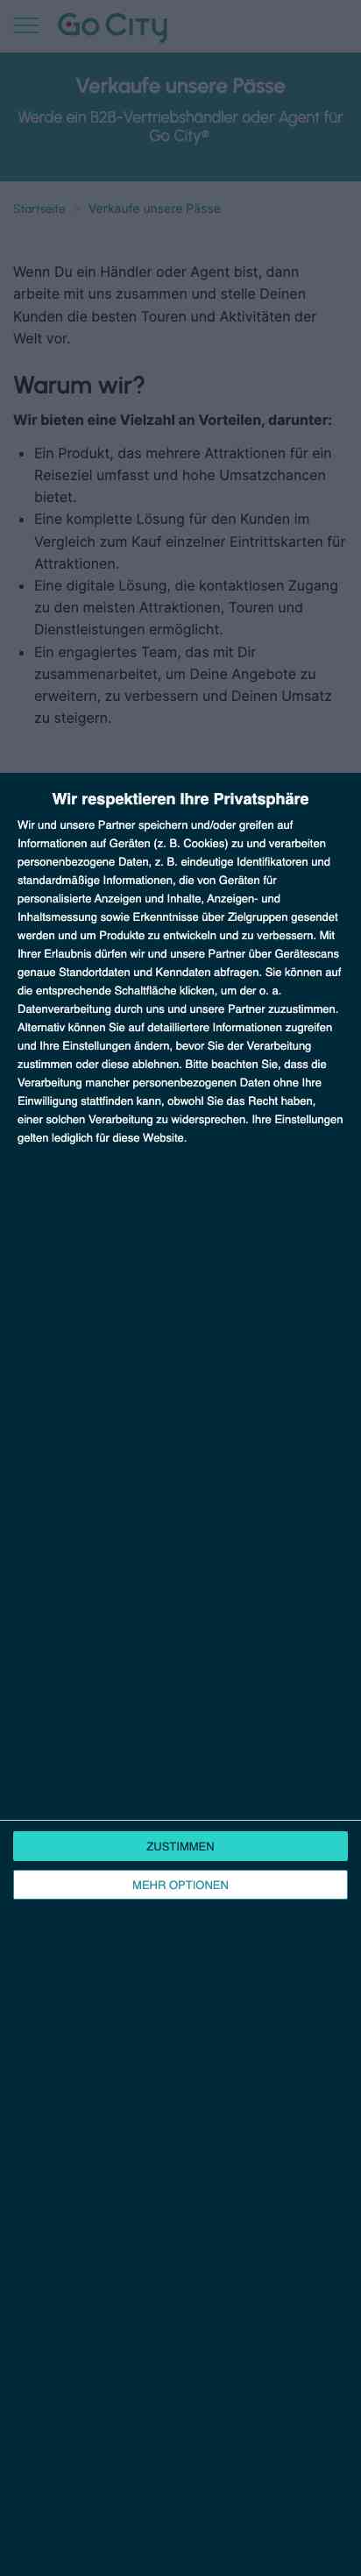 Go City
Verkaufe unsere Pässe
Werde ein B2B-Vertriebshändler oder Agent für
Go City®
Startseite > Verkaufe unsere Pässe
Wenn Du ein Händler oder Agent bist, dann
arbeite mit uns zusammen und stelle Deinen
Kunden die besten Touren und Aktivitäten der
Welt vor.
Warum wir?
Wir bieten eine Vielzahl an Vorteilen, darunter:
• Ein Produkt, das mehrere Attraktionen für ein
Reiseziel umfasst und hohe Umsatzchancen
bietet.
• Eine komplette Lösung für den Kunden im
Vergleich zum Kauf einzelner Eintrittskarten für
Attraktionen.
• Eine digitale Lösung, die kontaktlosen Zugang
zu den meisten Attraktionen, Touren und
Dienstleistungen ermöglicht.
• Ein engagiertes Team, das mit Dir
zusammenarbeitet, um Deine Angebote zu
erweitern, zu verbessern und Deinen Umsatz
zu steigern.
Wir respektieren Ihre Privatsphäre
Wir und unsere Partner speichern und/oder greifen auf
Informationen auf Geräten (z. B. Cookies) zu und verarbeiten
personenbezogene Daten, z. B. eindeutige Identifikatoren und
standardmäßige Informationen, die von Geräten für
personalisierte Anzeigen und Inhalte, Anzeigen- und
Inhaltsmessung sowie Erkenntnisse über Zielgruppen gesendet
werden und um Produkte zu entwickeln und zu verbessern. Mit
Ihrer Erlaubnis dürfen wir und unsere Partner über Gerätescans
genaue Standortdaten und Kenndaten abfragen. Sie können auf
die entsprechende Schaltfläche klicken, um der o. a.
Datenverarbeitung durch uns und unsere Partner zuzustimmen.
Alternativ können Sie auf detailliertere Informationen zugreifen
und Ihre Einstellungen ändern, bevor Sie der Verarbeitung
zustimmen oder diese ablehnen. Bitte beachten Sie, dass die
Verarbeitung mancher personenbezogenen Daten ohne Ihre
Einwilligung stattfinden kann, obwohl Sie das Recht haben,
einer solchen Verarbeitung zu widersprechen. Ihre Einstellungen
gelten lediglich für diese Website.
ZUSTIMMEN
MEHR OPTIONEN